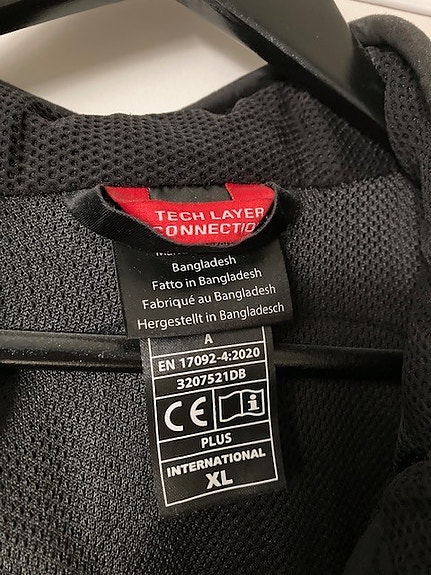 TECH LAYER
CONNECTIO
Bangladesh
Fatto in Bangladesh
Fabriqué au Bangladesh
Hergestellt in Bangladesch
A
EN 17092-4:2020
3207521DB
CE i
PLUS
INTERNATIONAL
XL